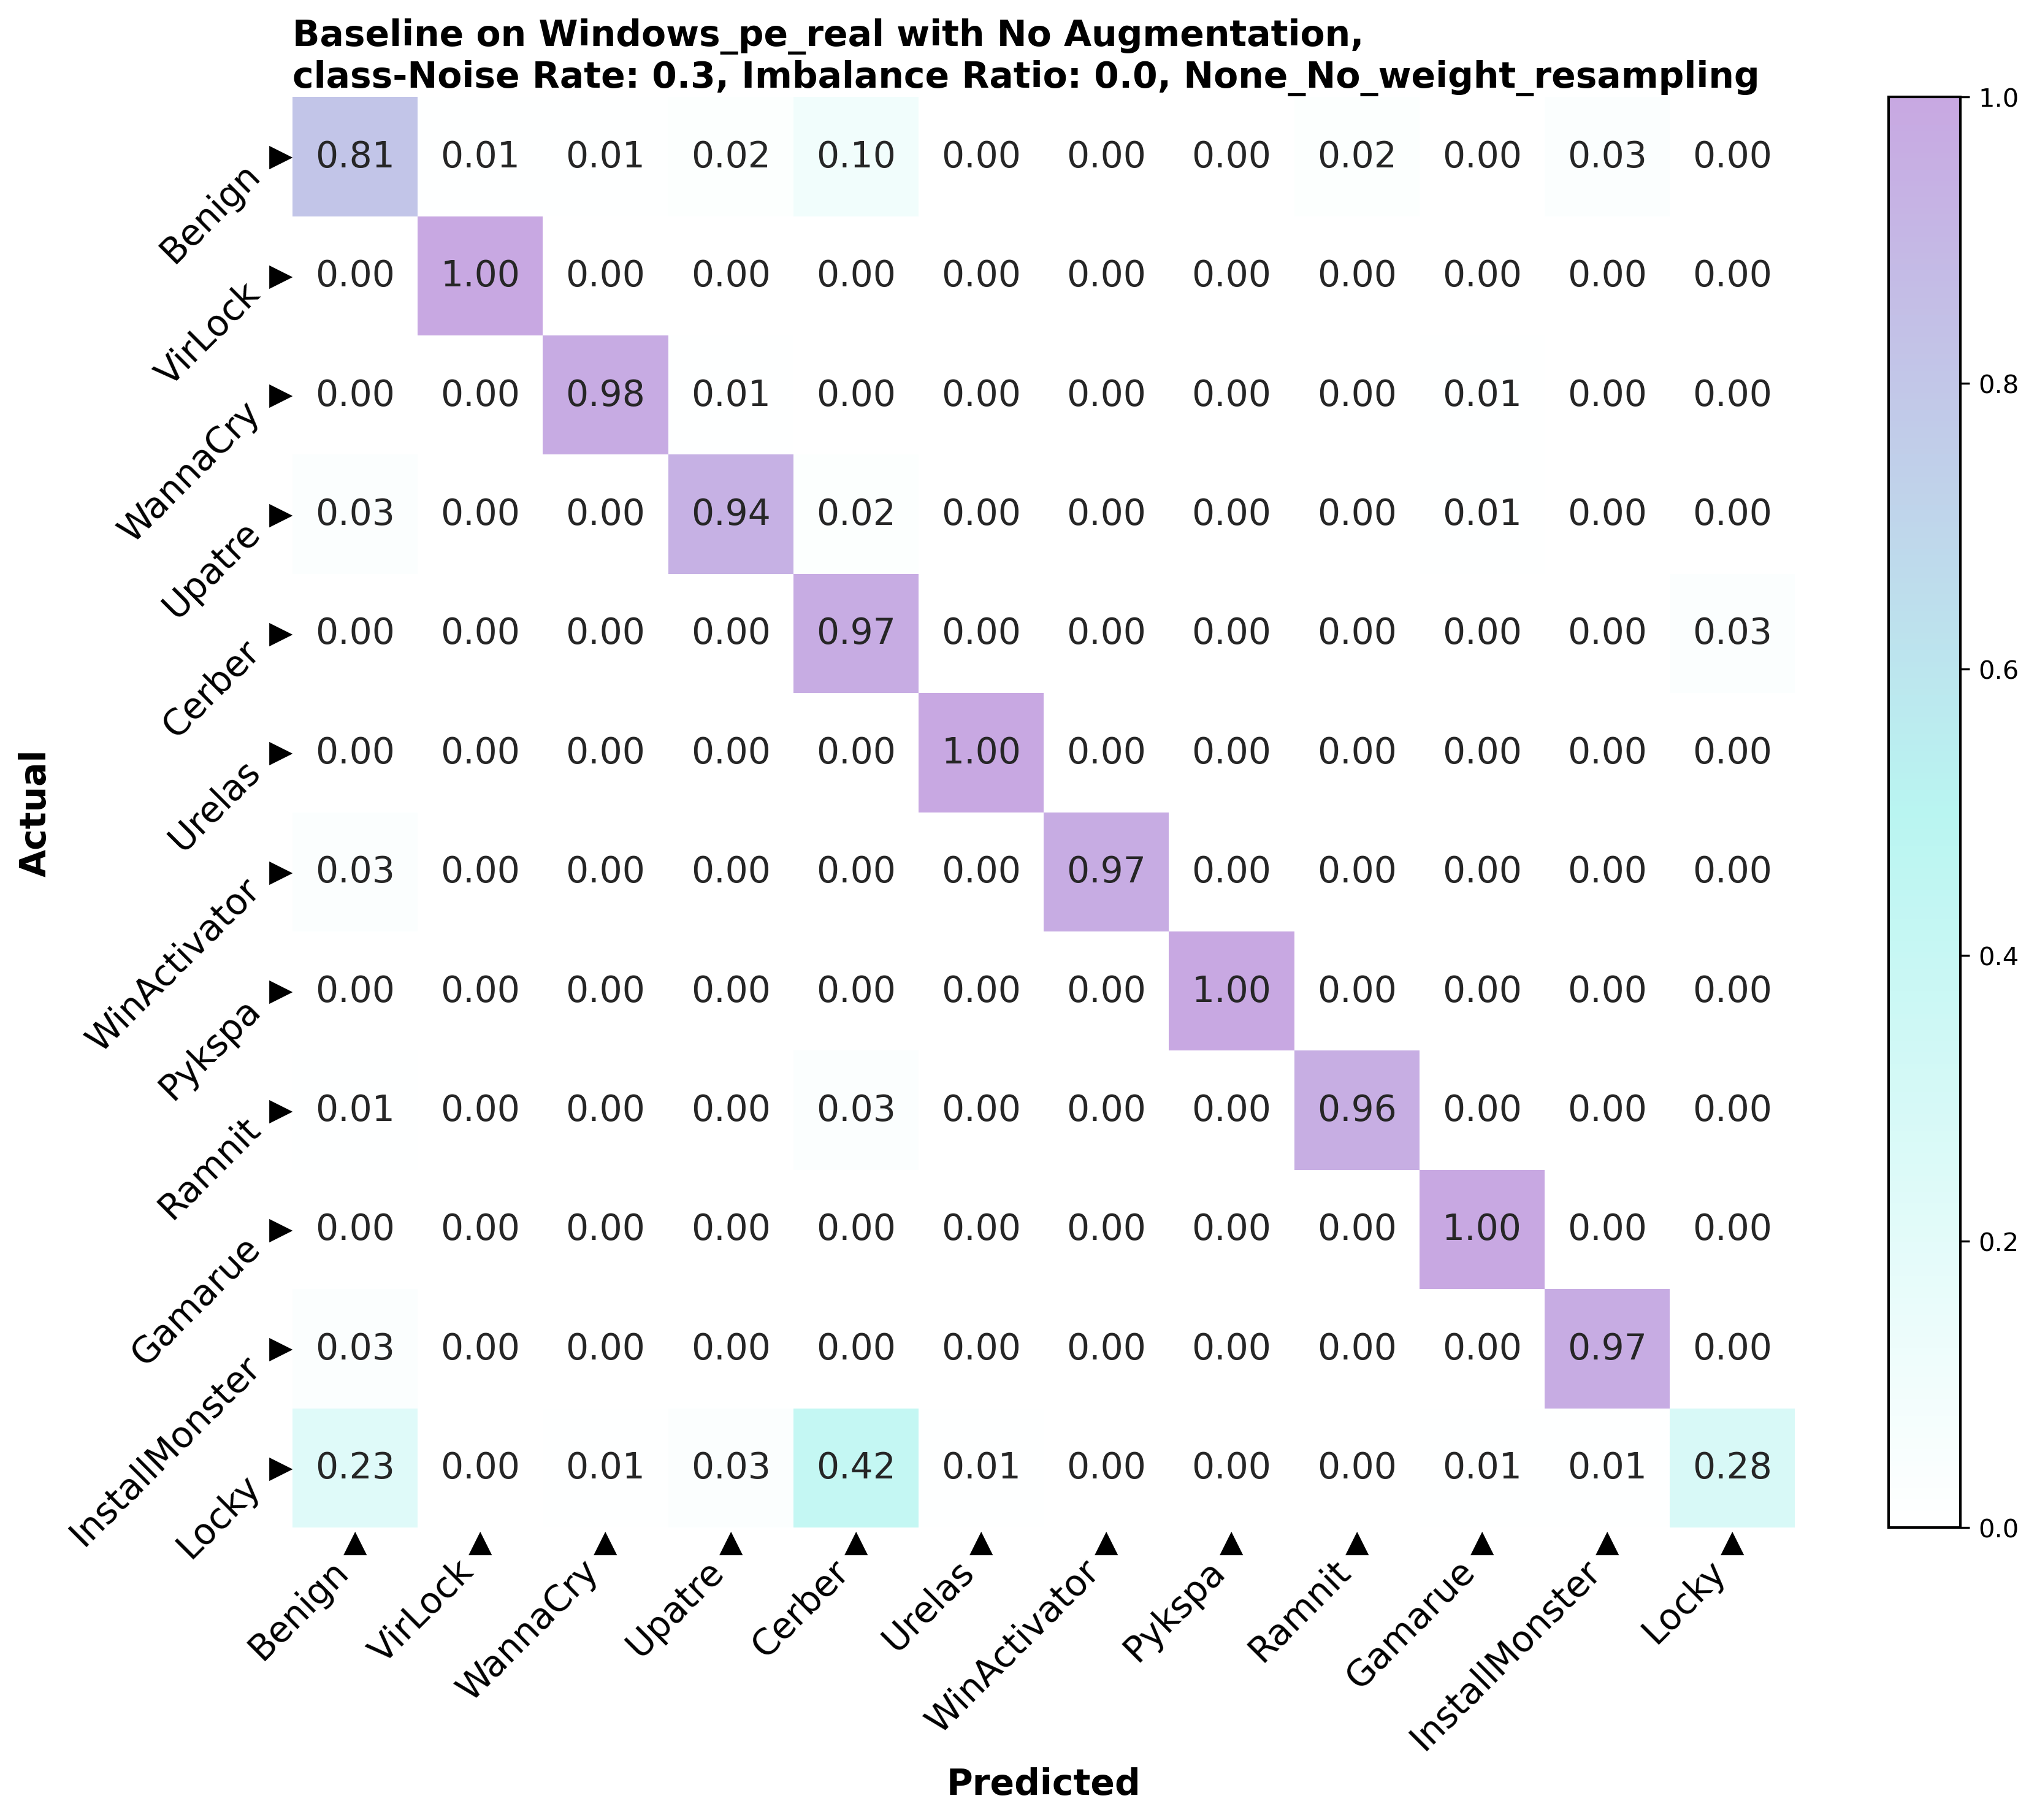 Baseline on Windows_pe_real with No Augmentation,
class-Noise Rate: 0.3, Imbalance Ratio: 0.0, None_No_weight_resampling
Actual
Benign 0.81 0.01 0.01 0.02 0.10 0.00 0.00 0.00 0.02 0.00 0.03 0.00
VirLock 0.00 1.00 0.00 0.00 0.00 0.00 0.00 0.00 0.00 0.00 0.00 0.00
WannaCry 0.00 0.00 0.98 0.01 0.00 0.00 0.00 0.00 0.00 0.01 0.00 0.00
Upatre 0.03 0.00 0.00 0.94 0.02 0.00 0.00 0.00 0.00 0.01 0.00 0.00
Cerber 0.00 0.00 0.00 0.00 0.97 0.00 0.00 0.00 0.00 0.00 0.00 0.03
Urelas 0.00 0.00 0.00 0.00 0.00 1.00 0.00 0.00 0.00 0.00 0.00 0.00
WinActivator 0.03 0.00 0.00 0.00 0.00 0.00 0.97 0.00 0.00 0.00 0.00 0.00
Pykspa 0.00 0.00 0.00 0.00 0.00 0.00 0.00 1.00 0.00 0.00 0.00 0.00
Ramnit 0.01 0.00 0.00 0.00 0.03 0.00 0.00 0.00 0.96 0.00 0.00 0.00
Gamarue 0.00 0.00 0.00 0.00 0.00 0.00 0.00 0.00 0.00 1.00 0.00 0.00
InstallMonster 0.03 0.00 0.00 0.00 0.00 0.00 0.00 0.00 0.00 0.00 0.97 0.00
Locky 0.23 0.00 0.01 0.03 0.42 0.01 0.00 0.00 0.00 0.01 0.01 0.28
Benign VirLock WannaCry Upatre Cerber Urelas WinActivator Pykspa Ramnit Gamarue InstallMonster Locky
Predicted
1.0
0.8
0.6
0.4
0.2
0.0